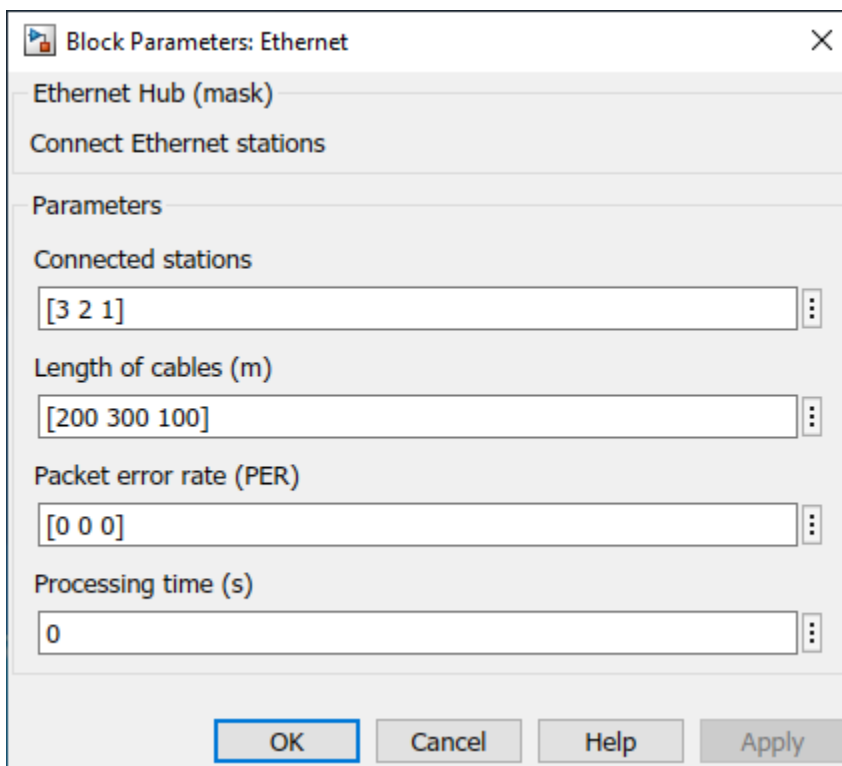 Block Parameters: Ethernet
Ethernet Hub (mask)
Connect Ethernet stations
Parameters
Connected stations
[3 2 1]
Length of cables (m)
[200 300 100]
Packet error rate (PER)
[0 0 0]
Processing time (s)
0
OK Cancel Help Apply